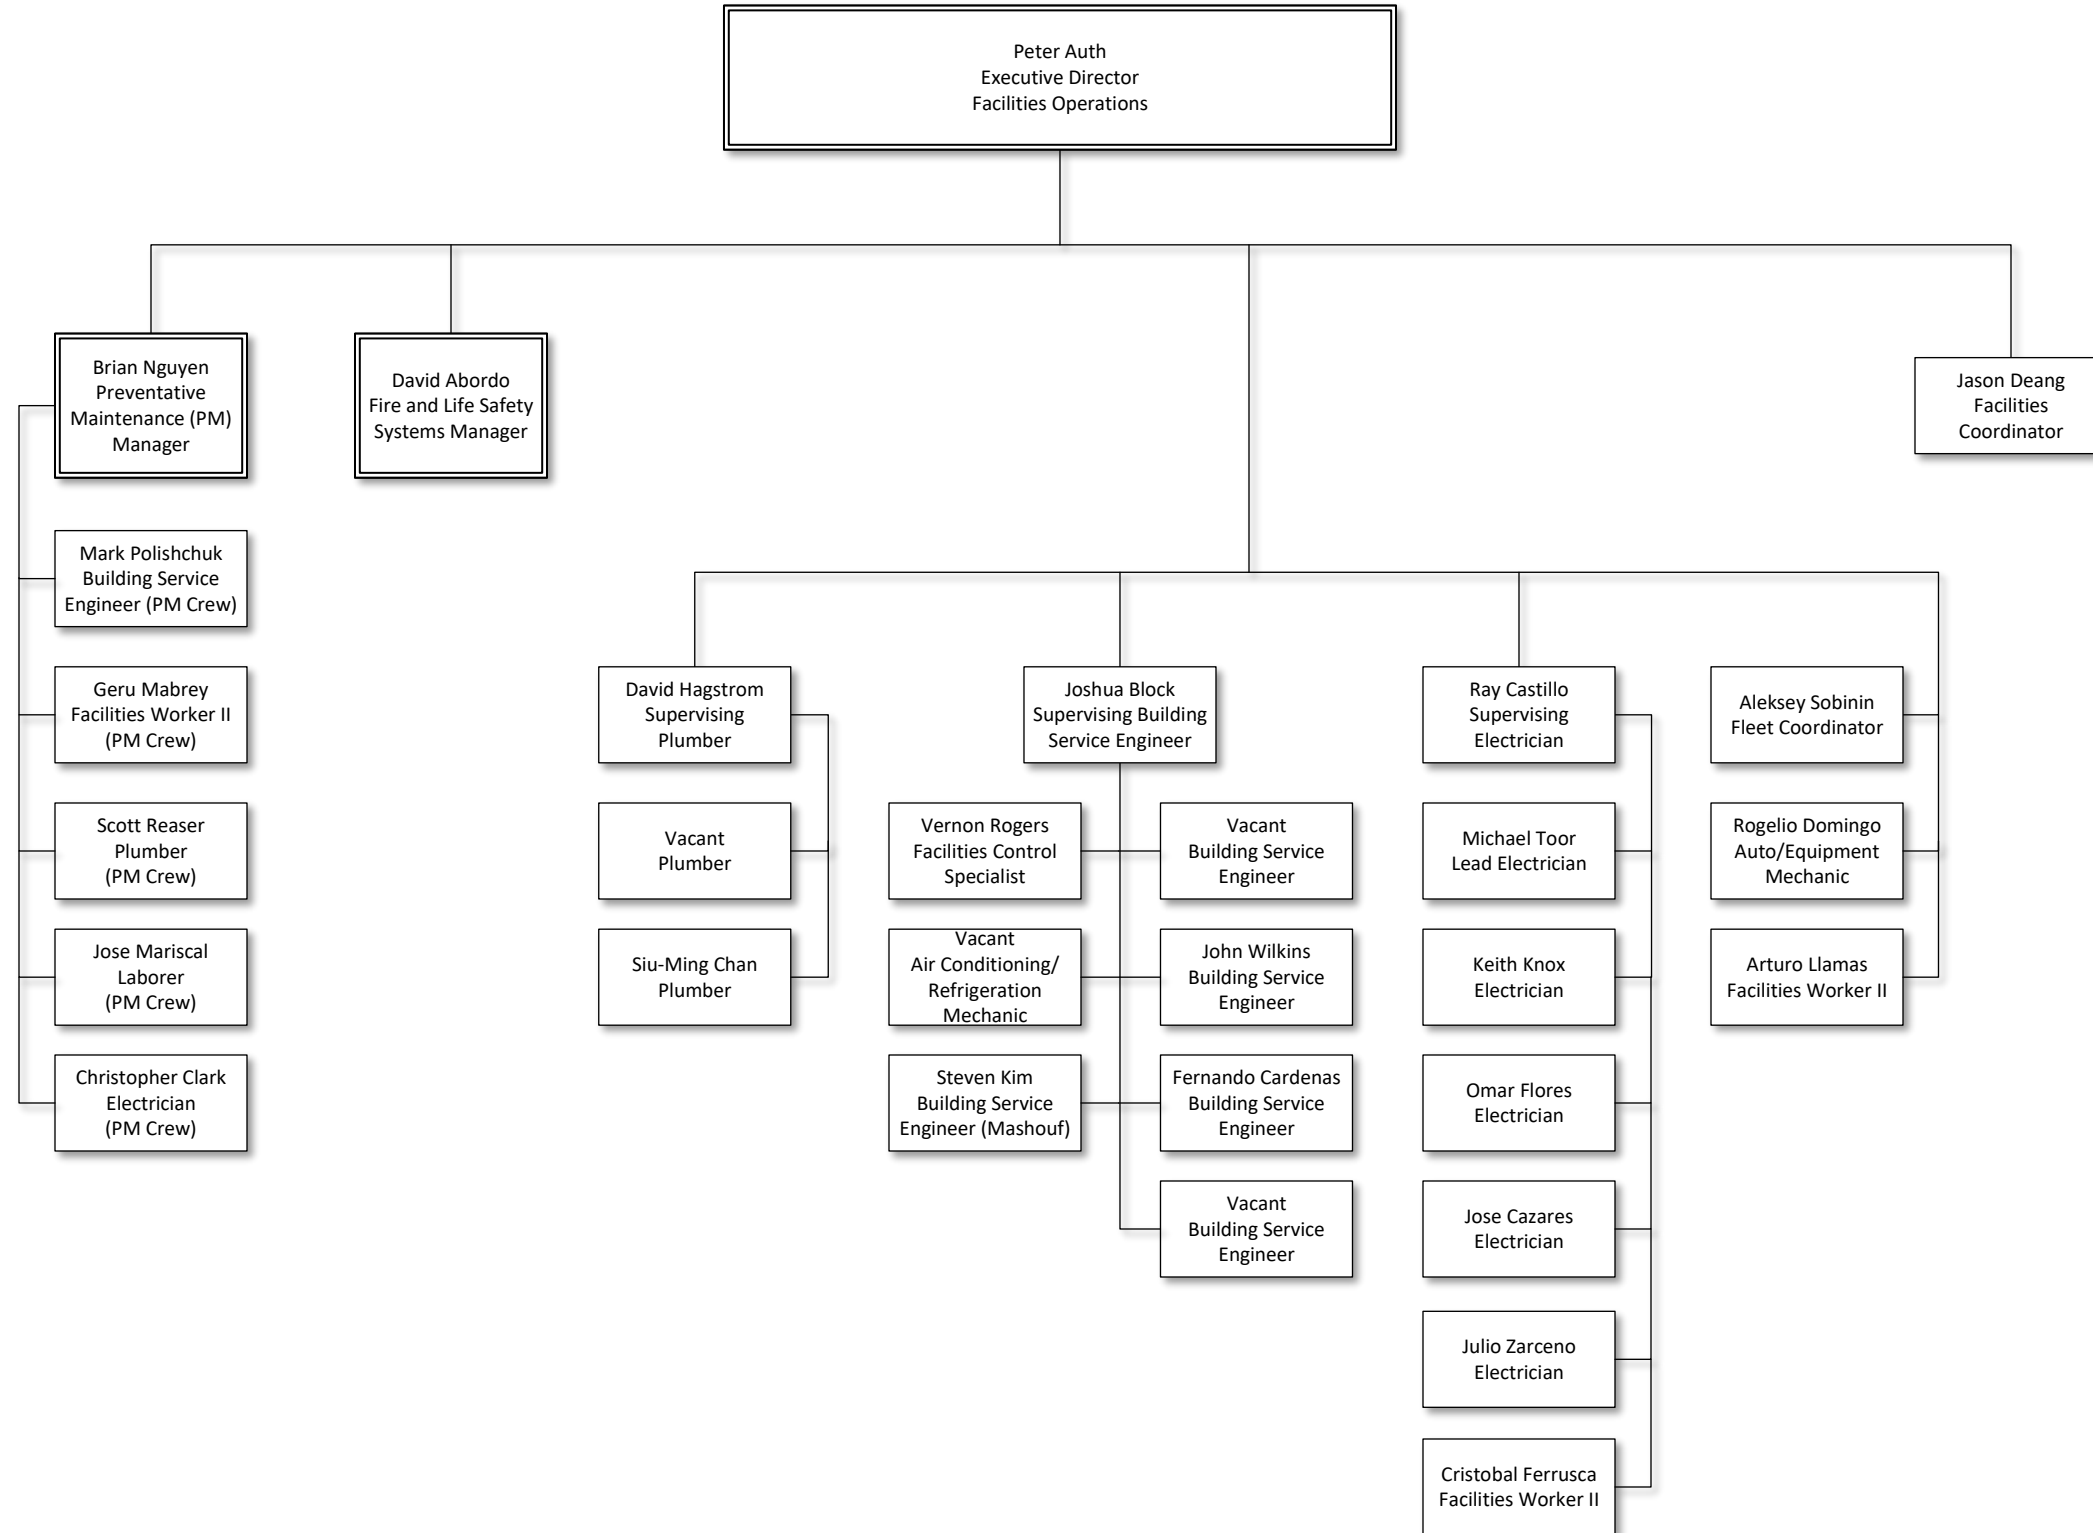 Peter Auth
Executive Director
Facilities Operations
Brian Nguyen
Preventative
Maintenance (PM)
Manager
David Abordo
Fire and Life Safety
Systems Manager
Jason Deang
Facilities
Coordinator
Mark Polishchuk
Building Service
Engineer (PM Crew)
Geru Mabrey
Facilities Worker II
(PM Crew)
Scott Reaser
Plumber
(PM Crew)
Jose Mariscal
Laborer
(PM Crew)
Christopher Clark
Electrician
(PM Crew)
David Hagstrom
Supervising
Plumber
Vacant
Plumber
Siu-Ming Chan
Plumber
Joshua Block
Supervising Building
Service Engineer
Vernon Rogers
Facilities Control
Specialist
Vacant
Air Conditioning/
Refrigeration
Mechanic
Steven Kim
Building Service
Engineer (Mashouf)
Vacant
Building Service
Engineer
John Wilkins
Building Service
Engineer
Fernando Cardenas
Building Service
Engineer
Vacant
Building Service
Engineer
Ray Castillo
Supervising
Electrician
Michael Toor
Lead Electrician
Keith Knox
Electrician
Omar Flores
Electrician
Jose Cazares
Electrician
Julio Zarceno
Electrician
Cristobal Ferrusca
Facilities Worker II
Aleksey Sobinin
Fleet Coordinator
Rogelio Domingo
Auto/Equipment
Mechanic
Arturo Llamas
Facilities Worker II